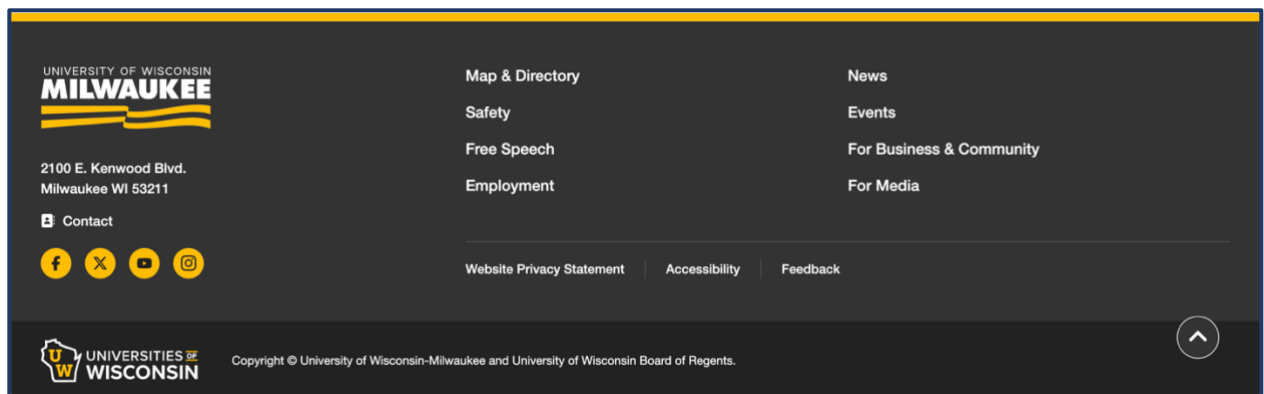 UNIVERSITY OF WISCONSIN
MILWAUKEE
2100 E. Kenwood Blvd.
Milwaukee WI 53211
Contact
Map & Directory
Safety
Free Speech
Employment
News
Events
For Business & Community
For Media
Website Privacy Statement
Accessibility
Feedback
UW
UNIVERSITIES OF
WISCONSIN
Copyright © University of Wisconsin-Milwaukee and University of Wisconsin Board of Regents.